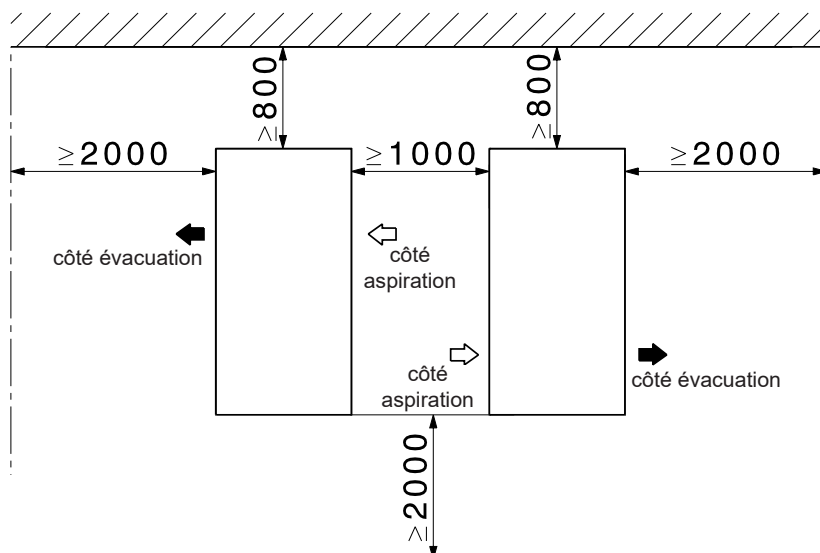 ≥800
≥800
≥2000
≥1000
≥2000
côté évacuation
côté
aspiration
côté
aspiration
côté évacuation
≥2000